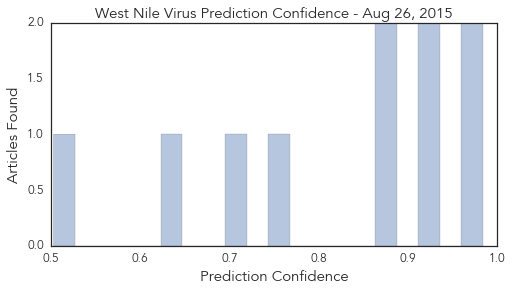 West Nile Virus Prediction Confidence - Aug 26, 2015
2.0
1.5
1.0
0.5
0.0
Articles Found
0.5 0.6 0.7 0.8 0.9 1.0
Prediction Confidence